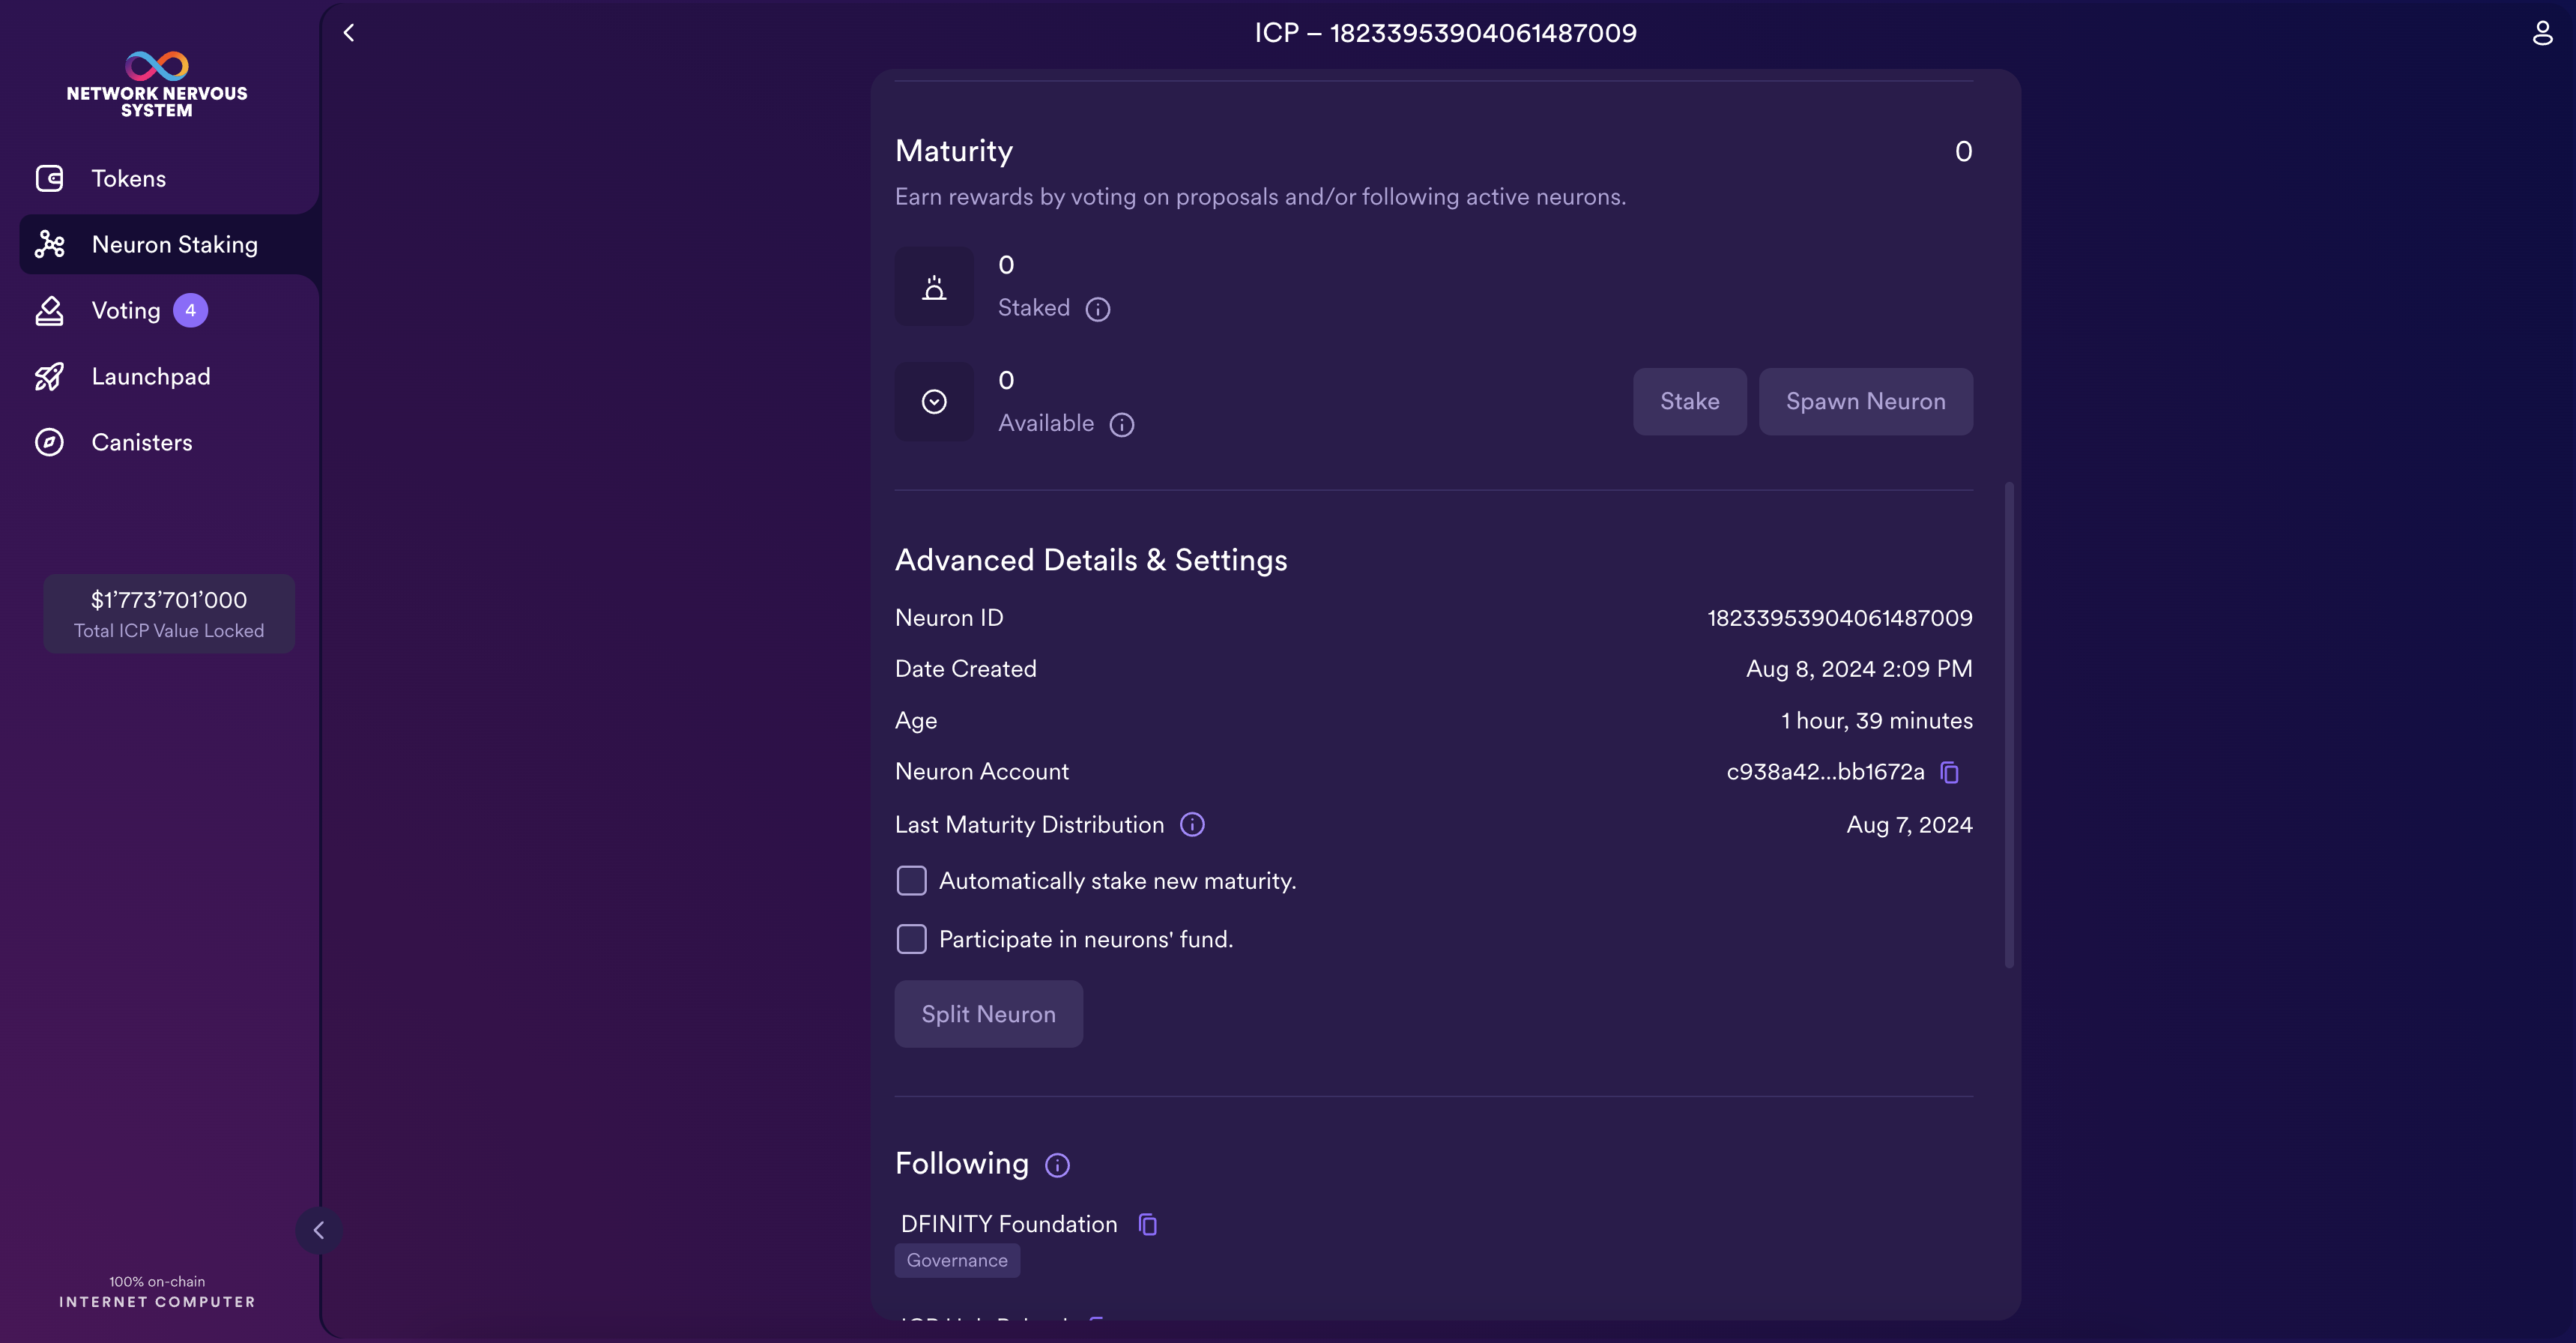 NETWORK NERVOUS
SYSTEM
Tokens
Neuron Staking
Voting 4
Launchpad
Canisters
$1’773’701’000
Total ICP Value Locked
100% on-chain
INTERNET COMPUTER
ICP – 18233953904061487009
Maturity 0
Earn rewards by voting on proposals and/or following active neurons.
0
Staked
0
Available
Stake Spawn Neuron
Advanced Details & Settings
Neuron ID 18233953904061487009
Date Created Aug 8, 2024 2:09 PM
Age 1 hour, 39 minutes
Neuron Account c938a42...bb1672a
Last Maturity Distribution Aug 7, 2024
Automatically stake new maturity.
Participate in neurons' fund.
Split Neuron
Following
DFINITY Foundation
Governance